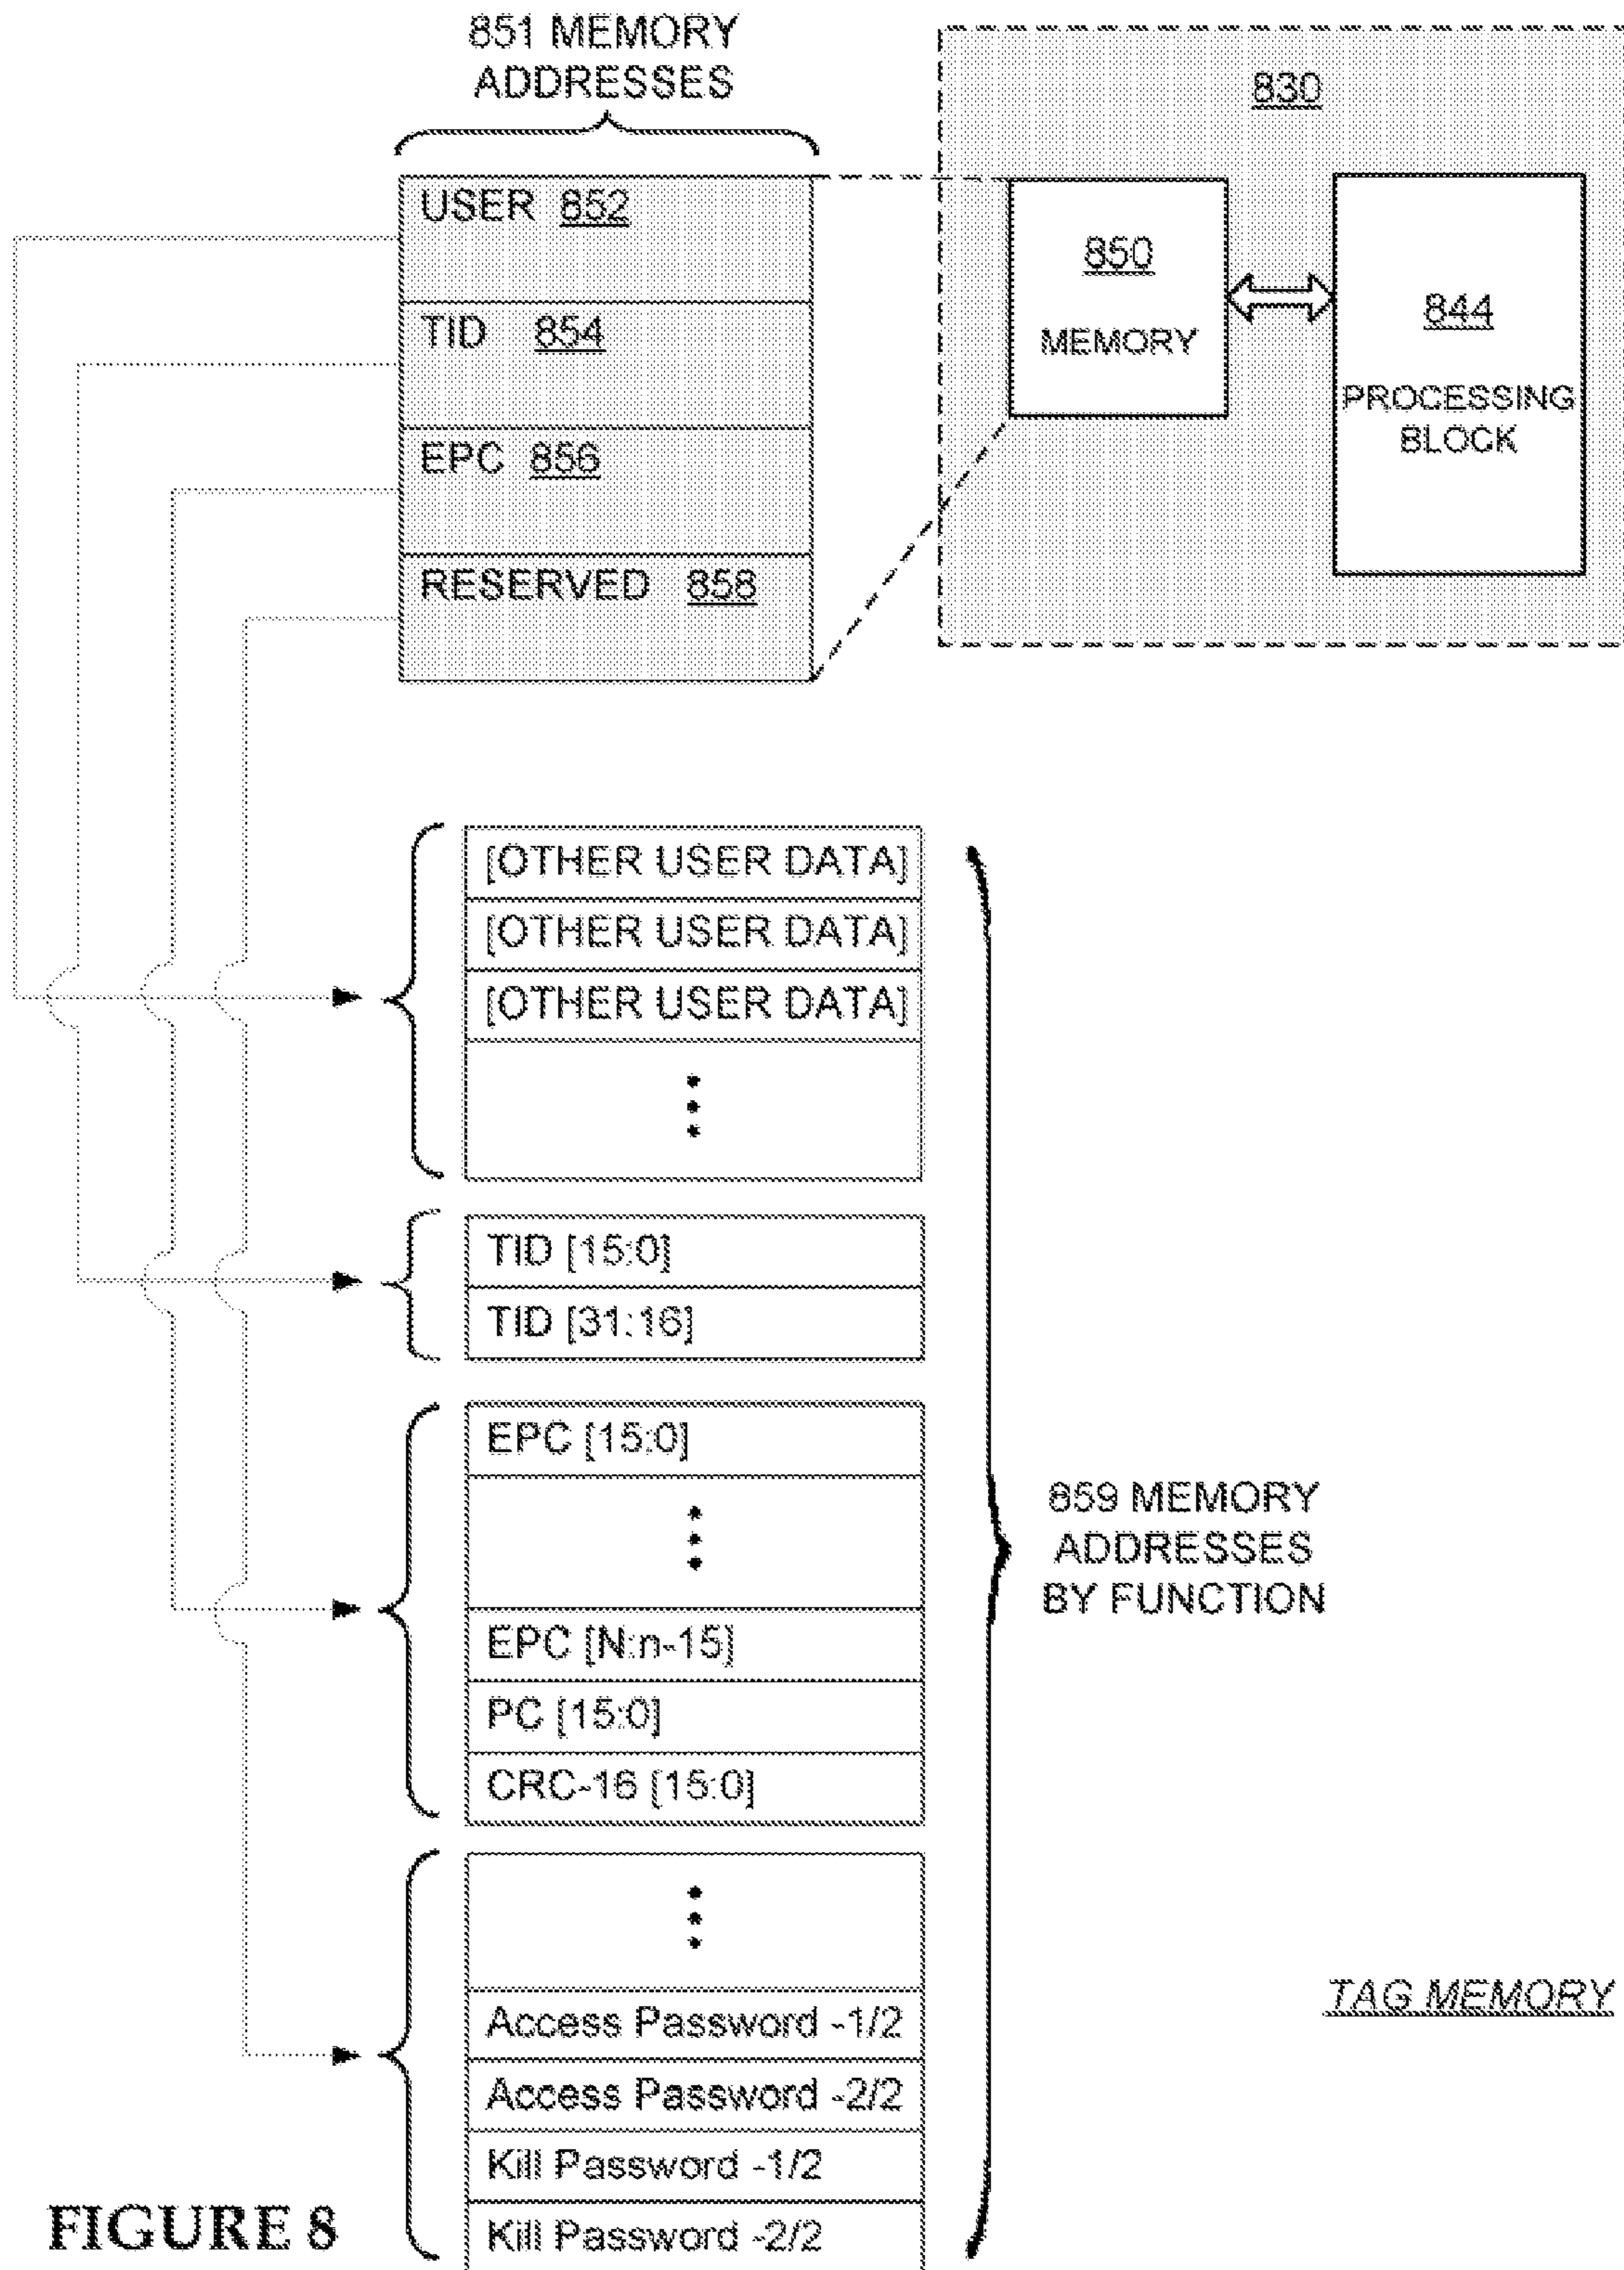 851 MEMORY
ADDRESSES
830
USER 852
TID 854
EPC 856
RESERVED 858
850
MEMORY
844
PROCESSING
BLOCK
[OTHER USER DATA]
[OTHER USER DATA]
[OTHER USER DATA]
TID [15:0]
TID [31:16]
EPC [15:0]
EPC [N:n-15]
PC [15:0]
CRC-16 [15:0]
859 MEMORY
ADDRESSES
BY FUNCTION
Access Password -1/2
Access Password -2/2
Kill Password -1/2
Kill Password -2/2
TAG MEMORY
FIGURE 8